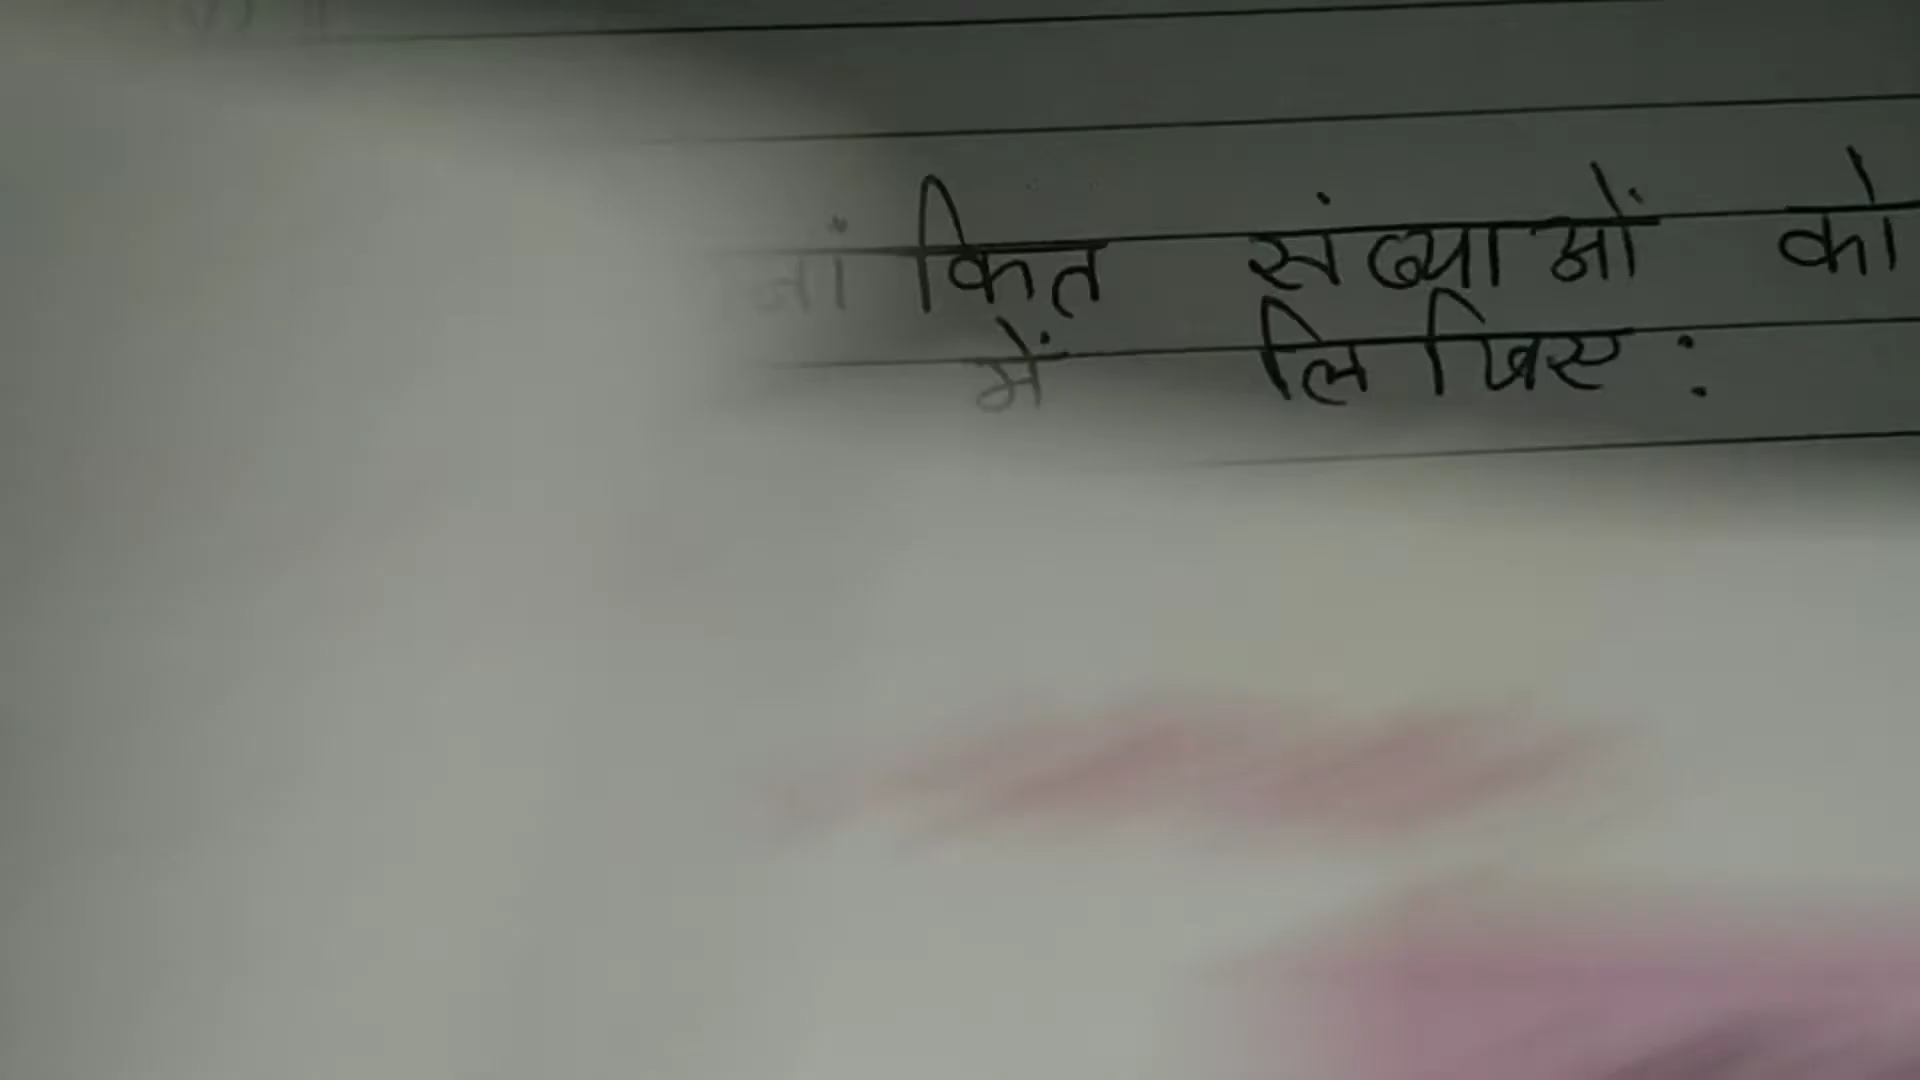 कित संख्याओं को
में लिखिए :